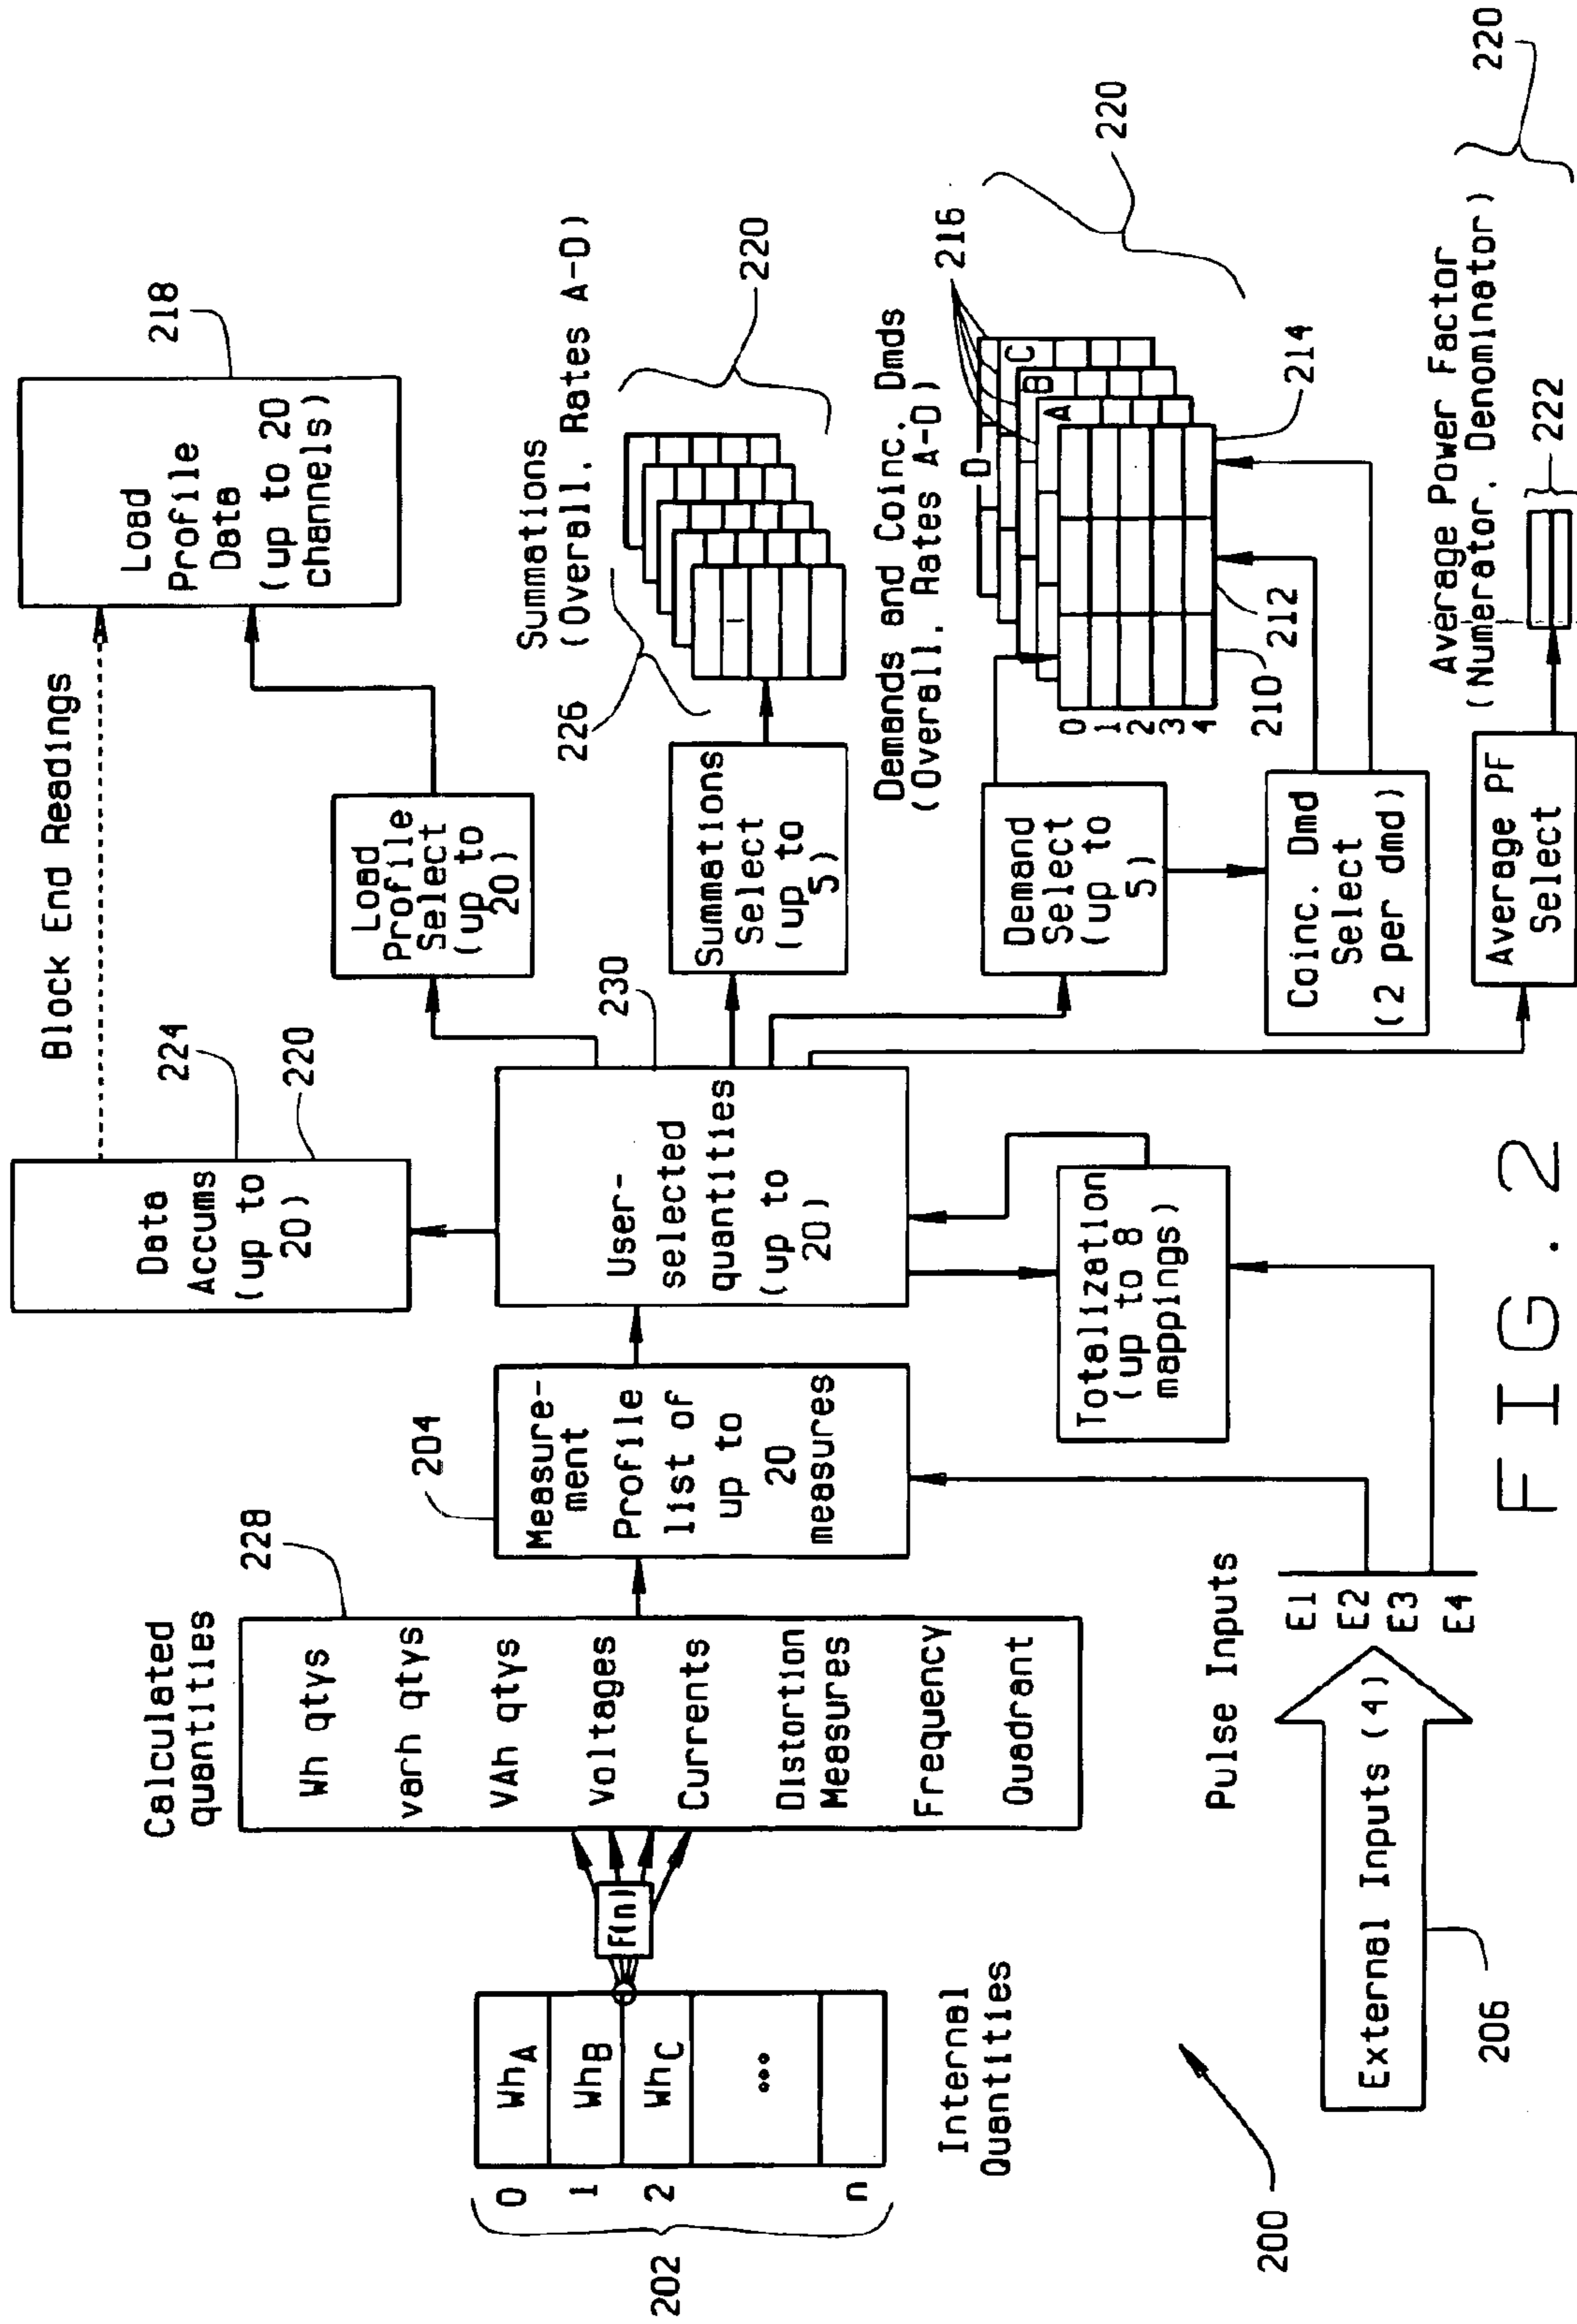 Block End Readings
224
220
Data
Accums
(up to
20)
218
Load
Profile
Data
(up to 20
channels)
Load
Profile
Select
(up to
20)
Summations
(Overall. Rates A-D)
226
220
Summations
Select
(up to
5)
230
User-
selected
quantities
(up to
20)
204
Measure-
ment
Profile
list of
up to
20
measures
Calculated
quantities
228
Wh qtys
varh qtys
VAh qtys
Voltages
Currents
Distortion
Measures
Frequency
Quadrant
F(n)
202
0
WhA
1
WhB
2
WhC
•••
n
Internal
Quantities
Demands and Coinc. Dmds
(Overall. Rates A-D)
216
220
D
C
B
A
0
1
2
3
4
210
212
214
Demand
Select
(up to
5)
Coinc. Dmd
Select
(2 per dmd)
Totalization
(up to 8
mappings)
Average PF
Select
Average Power Factor
(Numerator. Denominator)
220
222
Pulse Inputs
E1
E2
E3
E4
External Inputs (4)
206
200
FIG. 2